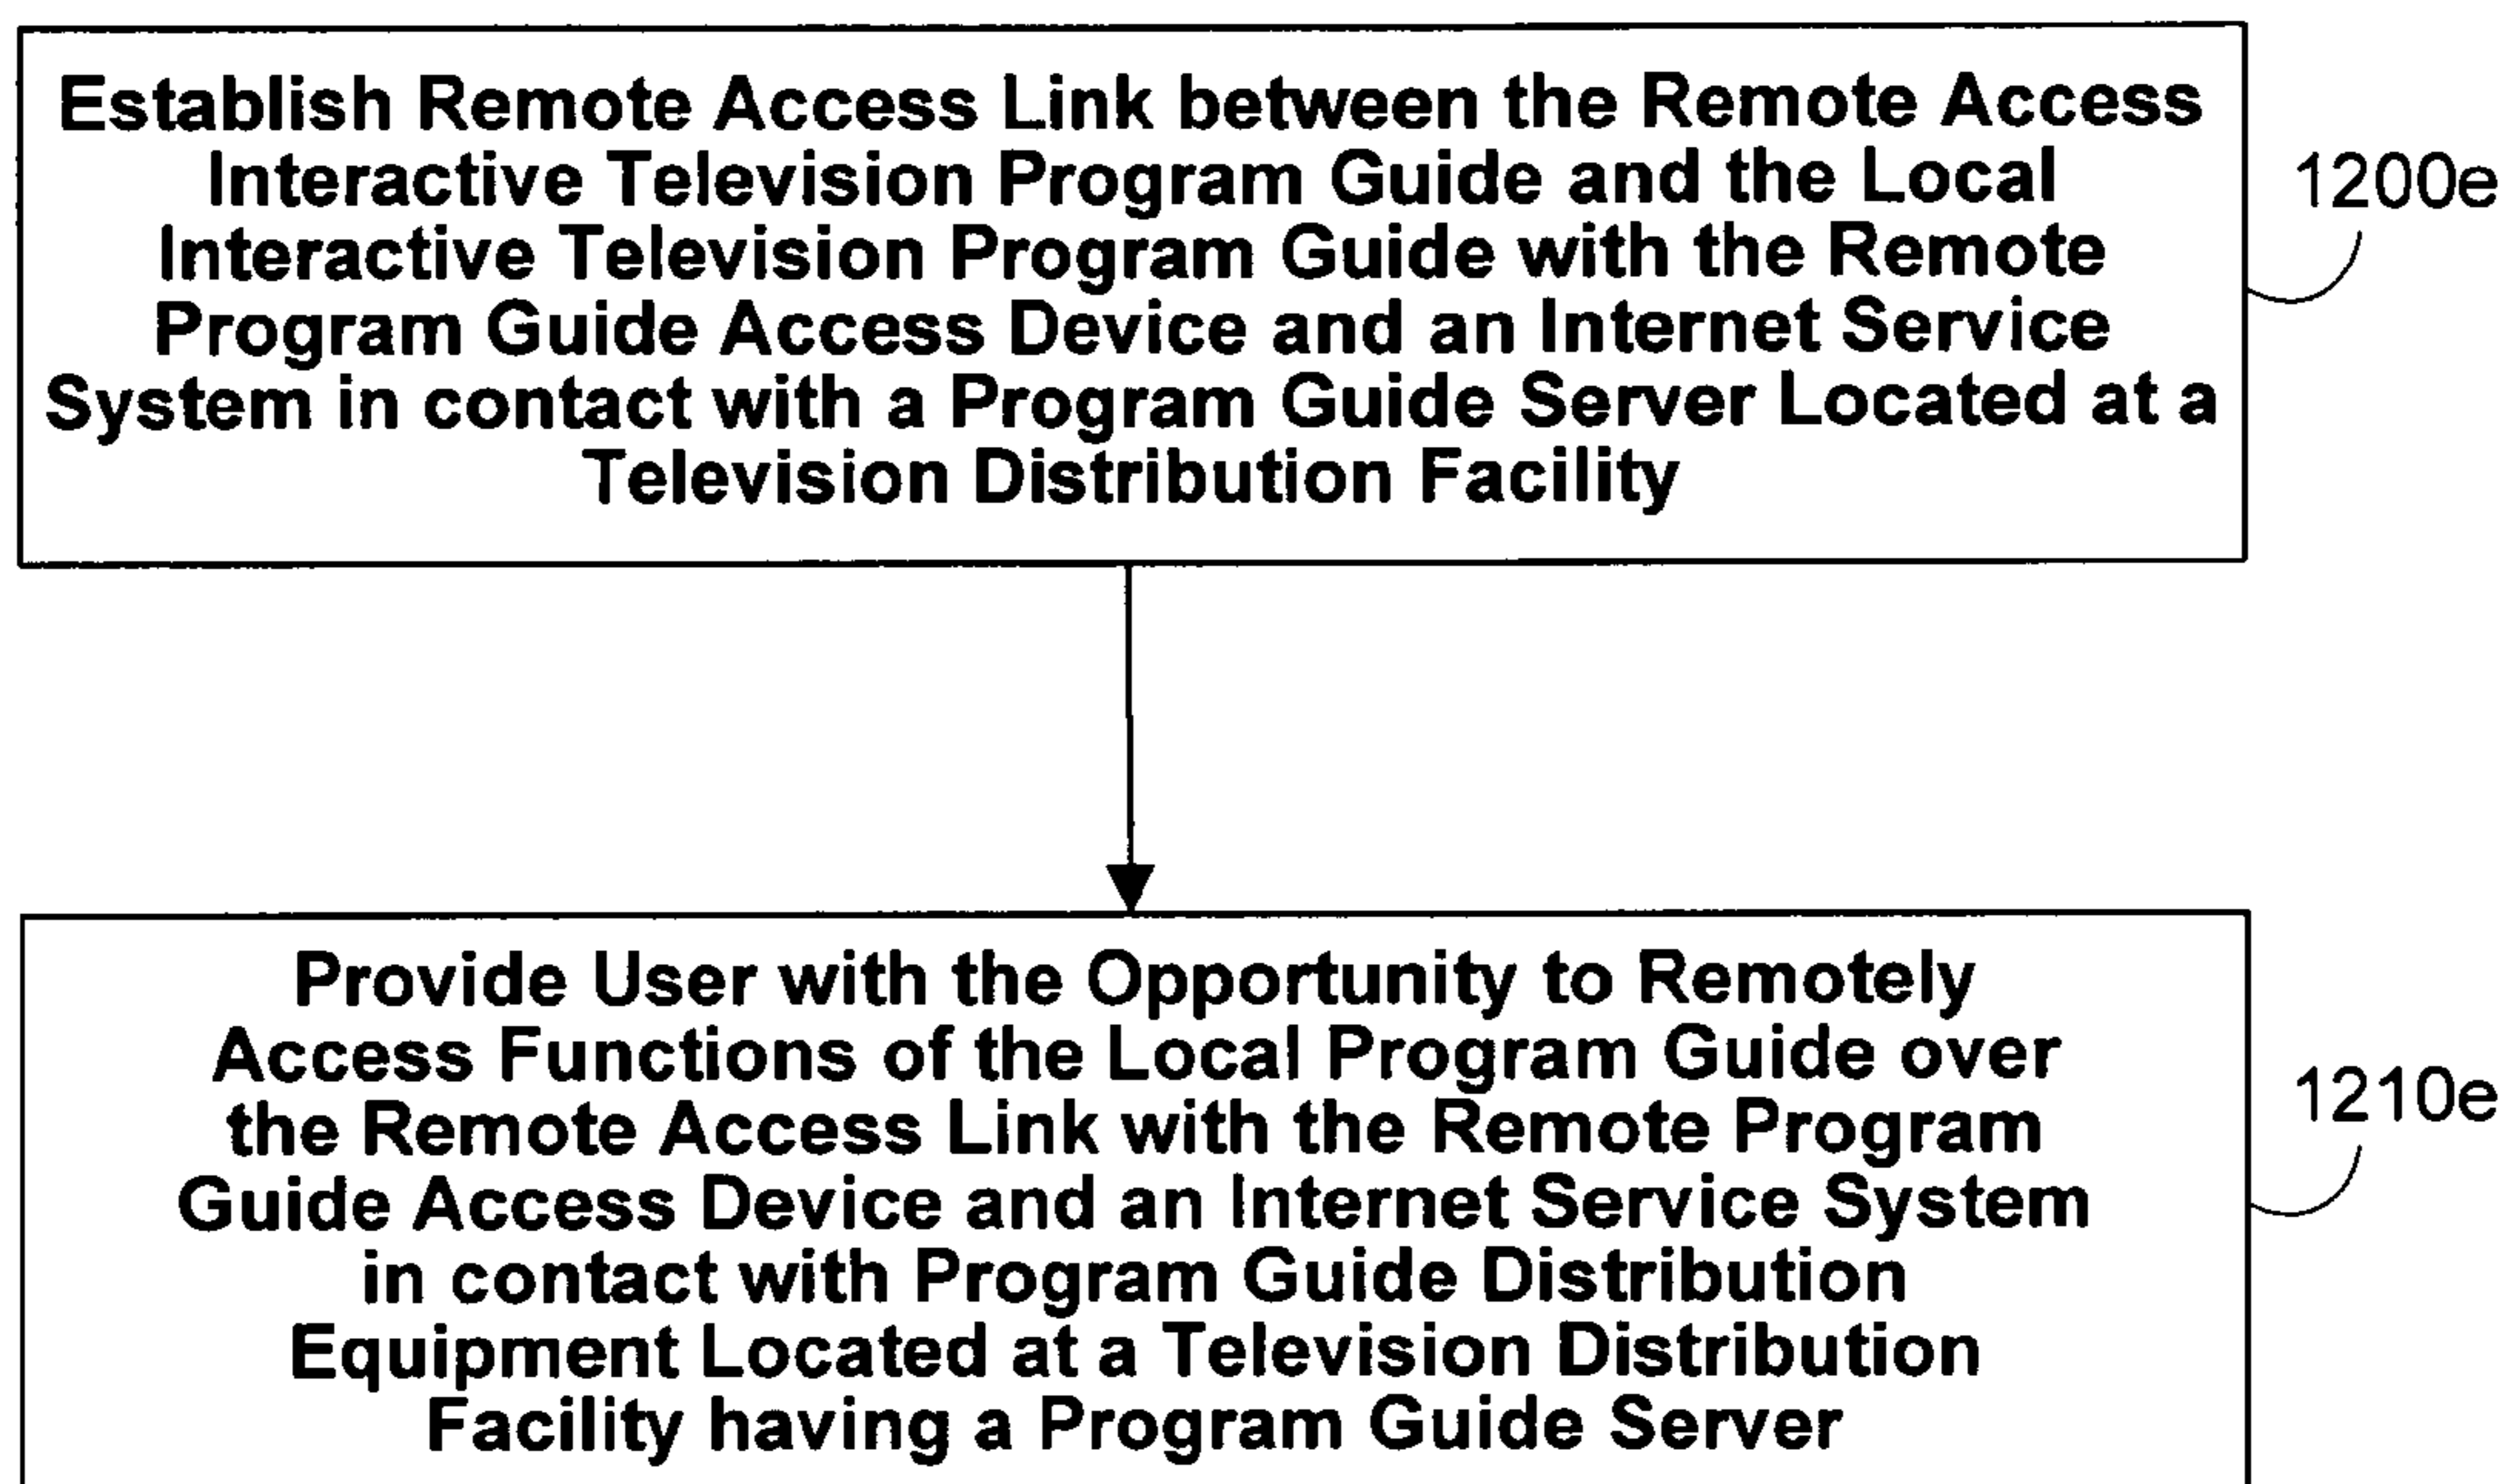 Establish Remote Access Link between the Remote Access
Interactive Television Program Guide and the Local
Interactive Television Program Guide with the Remote
Program Guide Access Device and an Internet Service
System in contact with a Program Guide Server Located at a
Television Distribution Facility
1200e
Provide User with the Opportunity to Remotely
Access Functions of the Local Program Guide over
the Remote Access Link with the Remote Program
Guide Access Device and an Internet Service System
in contact with Program Guide Distribution
Equipment Located at a Television Distribution
Facility having a Program Guide Server
1210e